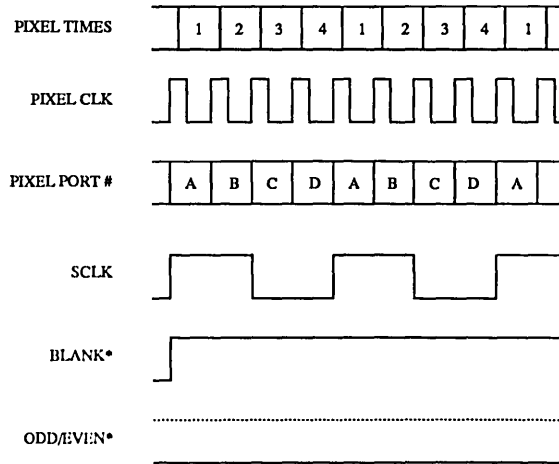 PIXEL TIMES 1 2 3 4 1 2 3 4 1
PIXEL CLK
PIXEL PORT # A B C D A B C D A
SCLK
BLANK*
ODD/EVEN*